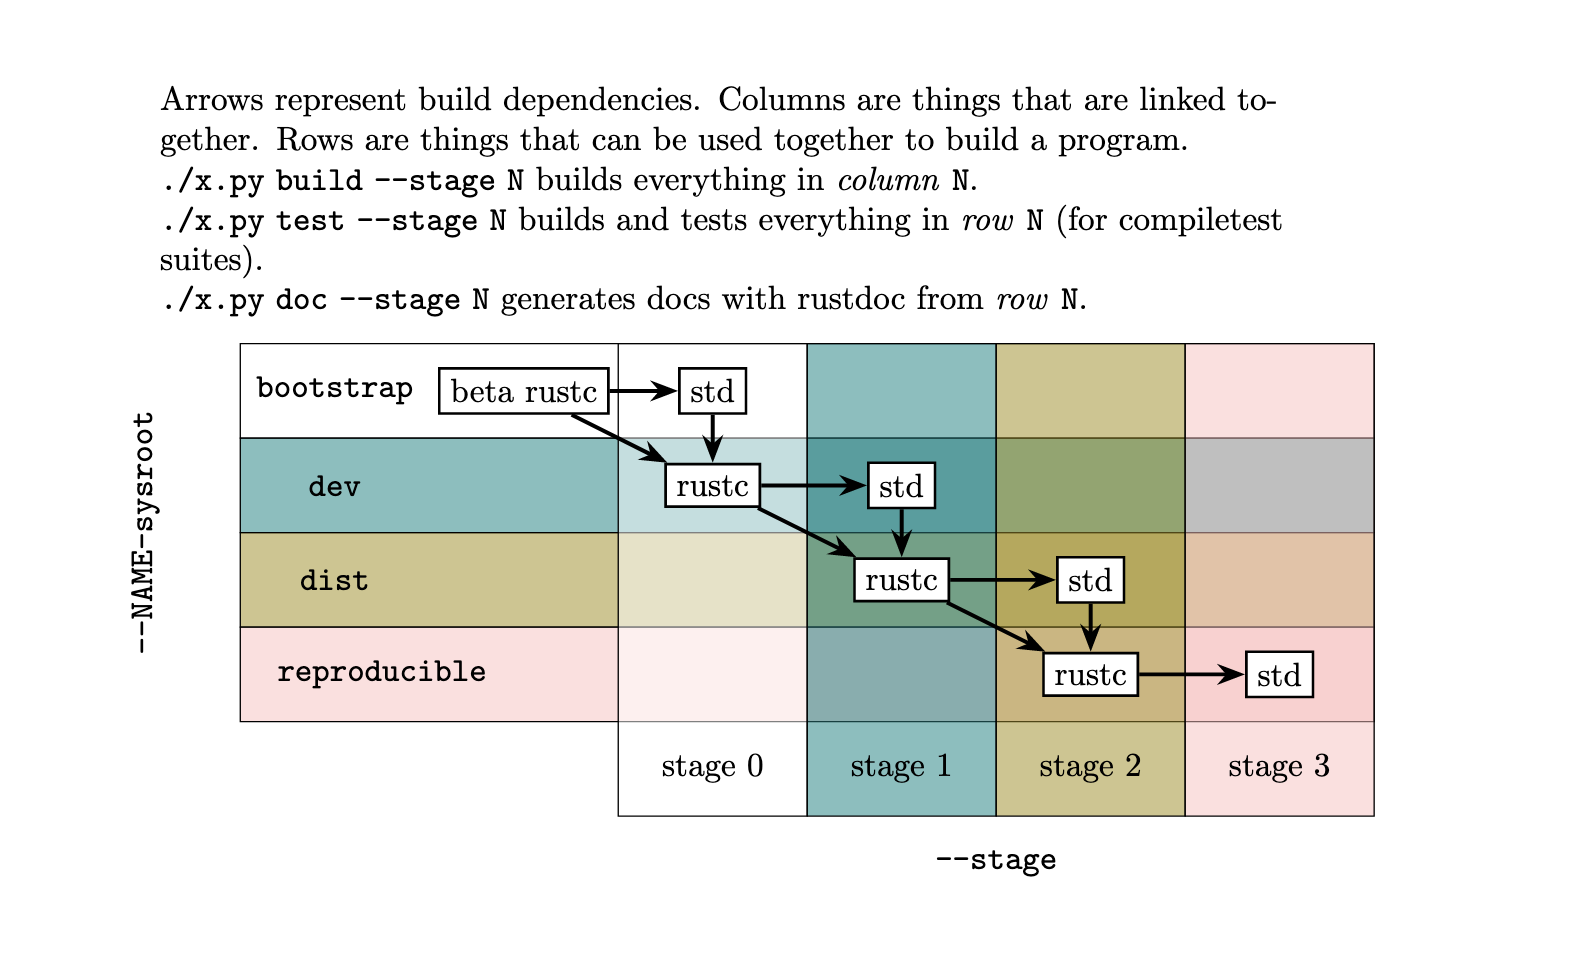 Arrows represent build dependencies. Columns are things that are linked to-
gether. Rows are things that can be used together to build a program.
./x.py build --stage N builds everything in column N.
./x.py test --stage N builds and tests everything in row N (for compiletest
suites).
./x.py doc --stage N generates docs with rustdoc from row N.
bootstrap beta rustc std
--NAME-sysroot
dev rustc std
dist rustc std
reproducible rustc std
stage 0 stage 1 stage 2 stage 3
--stage